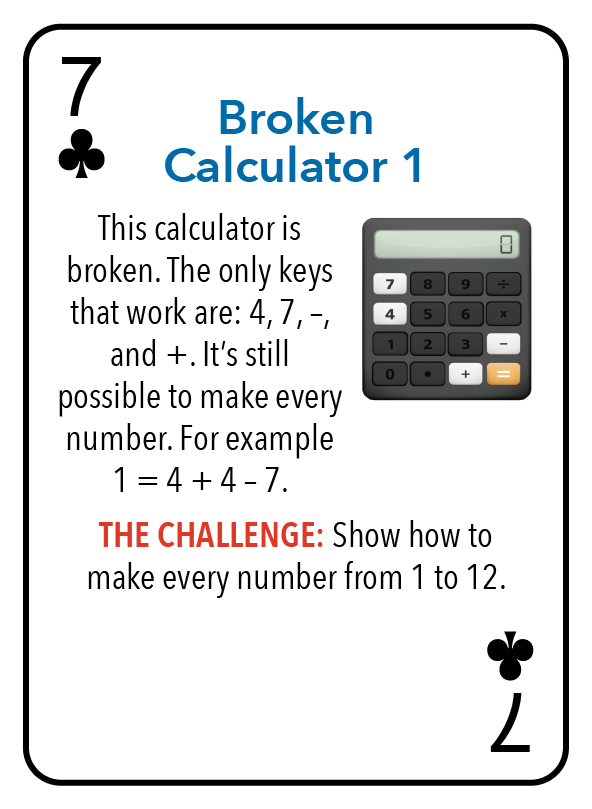 7
Broken
Calculator 1
This calculator is
broken. The only keys
that work are: 4, 7, –,
and +. It’s still
possible to make every
number. For example
1 = 4 + 4 – 7.
0
7 8 9 ÷
4 5 6 x
1 2 3 –
0 • + =
THE CHALLENGE: Show how to
make every number from 1 to 12.
7